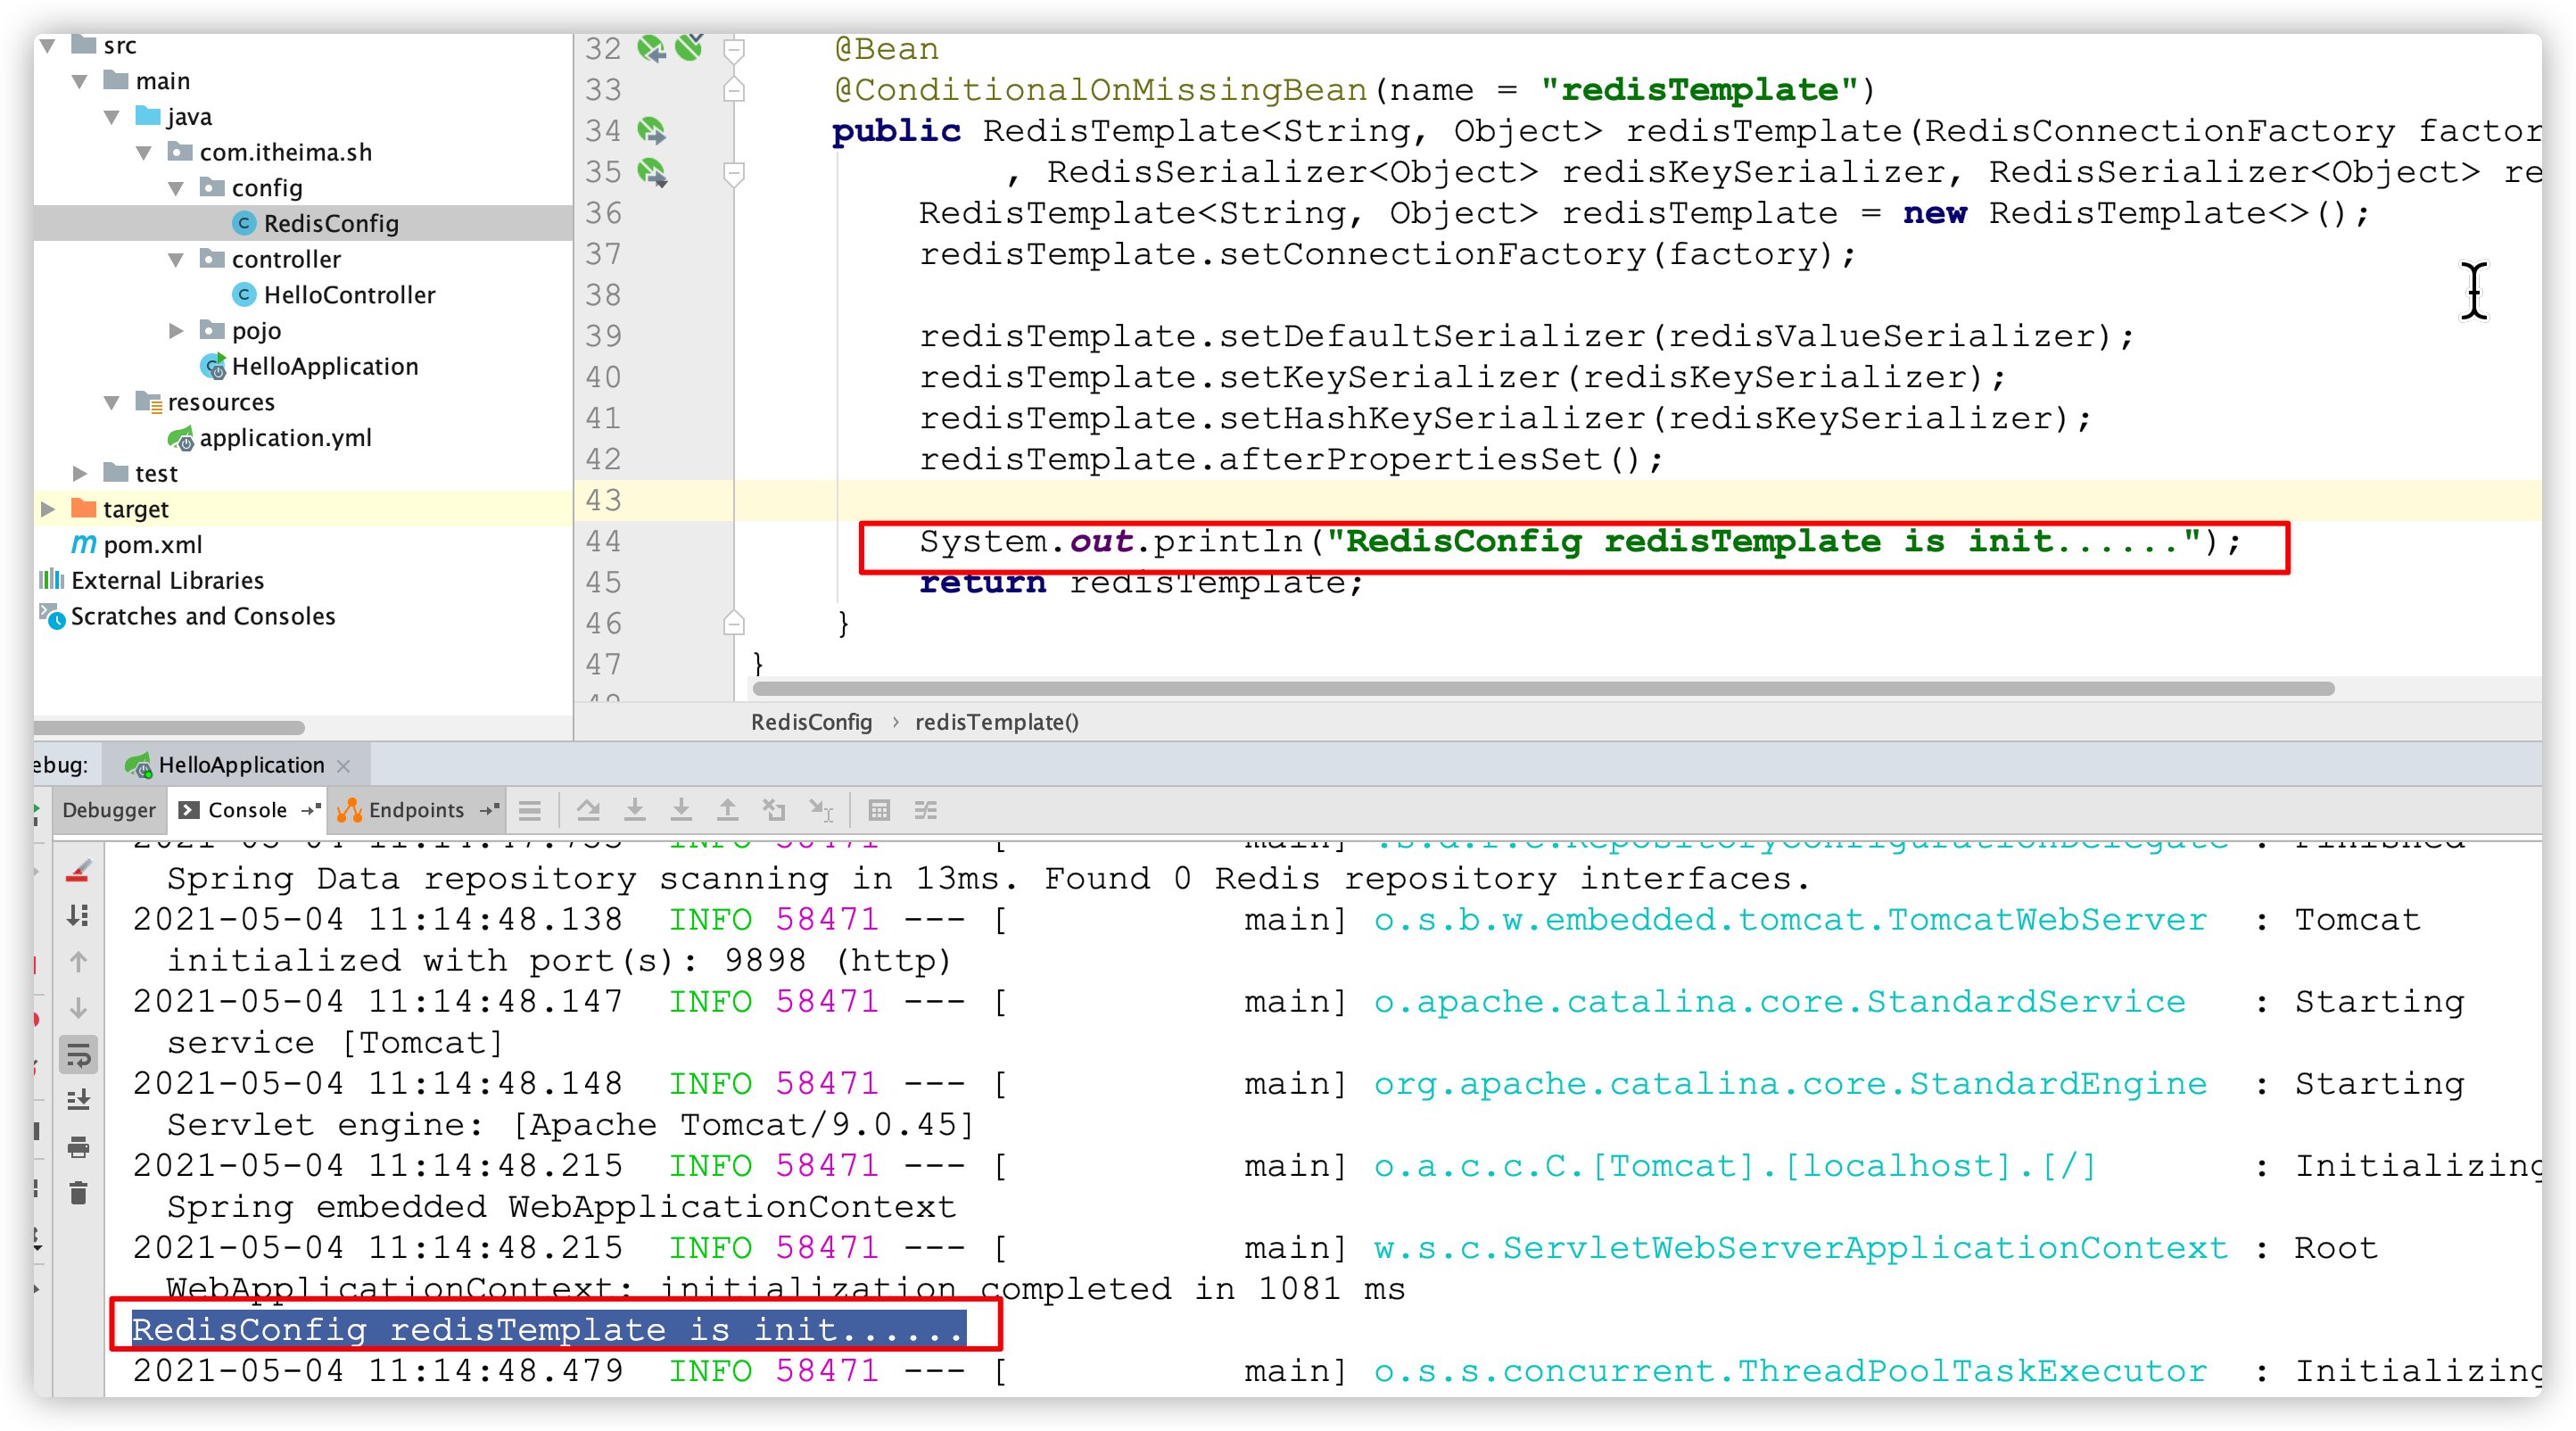 src
main
java
com.itheima.sh
config
RedisConfig
controller
HelloController
pojo
HelloApplication
resources
application.yml
test
target
pom.xml
External Libraries
Scratches and Consoles
32 @Bean
33 @ConditionalOnMissingBean(name = "redisTemplate")
34 public RedisTemplate<String, Object> redisTemplate(RedisConnectionFactory factor
35 , RedisSerializer<Object> redisKeySerializer, RedisSerializer<Object> re
36 RedisTemplate<String, Object> redisTemplate = new RedisTemplate<>();
37 redisTemplate.setConnectionFactory(factory);
38
39 redisTemplate.setDefaultSerializer(redisValueSerializer);
40 redisTemplate.setKeySerializer(redisKeySerializer);
41 redisTemplate.setHashKeySerializer(redisKeySerializer);
42 redisTemplate.afterPropertiesSet();
43
44 System.out.println("RedisConfig redisTemplate is init......");
45 return redisTemplate;
46 }
47 }
RedisConfig › redisTemplate()
ebug: HelloApplication
Debugger Console Endpoints
2021-05-04 INFO 58471 [ main] .s.d.r.c.RepositoryConfigurationDelegate : Finished
Spring Data repository scanning in 13ms. Found 0 Redis repository interfaces.
2021-05-04 11:14:48.138 INFO 58471 --- [ main] o.s.b.w.embedded.tomcat.TomcatWebServer : Tomcat
initialized with port(s): 9898 (http)
2021-05-04 11:14:48.147 INFO 58471 --- [ main] o.apache.catalina.core.StandardService : Starting
service [Tomcat]
2021-05-04 11:14:48.148 INFO 58471 --- [ main] org.apache.catalina.core.StandardEngine : Starting
Servlet engine: [Apache Tomcat/9.0.45]
2021-05-04 11:14:48.215 INFO 58471 --- [ main] o.a.c.c.C.[Tomcat].[localhost].[/] : Initializing
Spring embedded WebApplicationContext
2021-05-04 11:14:48.215 INFO 58471 --- [ main] w.s.c.ServletWebServerApplicationContext : Root
WebApplicationContext: initialization completed in 1081 ms
RedisConfig redisTemplate is init......
2021-05-04 11:14:48.479 INFO 58471 --- [ main] o.s.s.concurrent.ThreadPoolTaskExecutor : Initializing